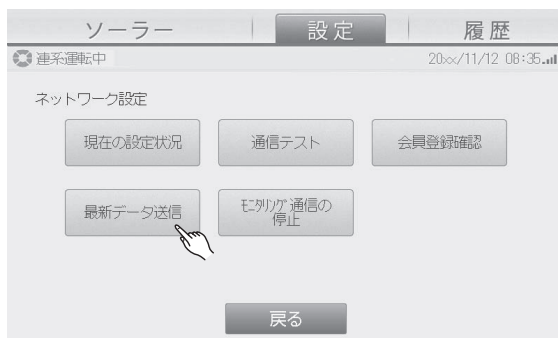 ソーラー 設定 履歴
連系運転中 20xx/11/12 08:35
ネットワーク設定
現在の設定状況 通信テスト 会員登録確認
最新データ送信 モニタリング通信の
停止
戻る